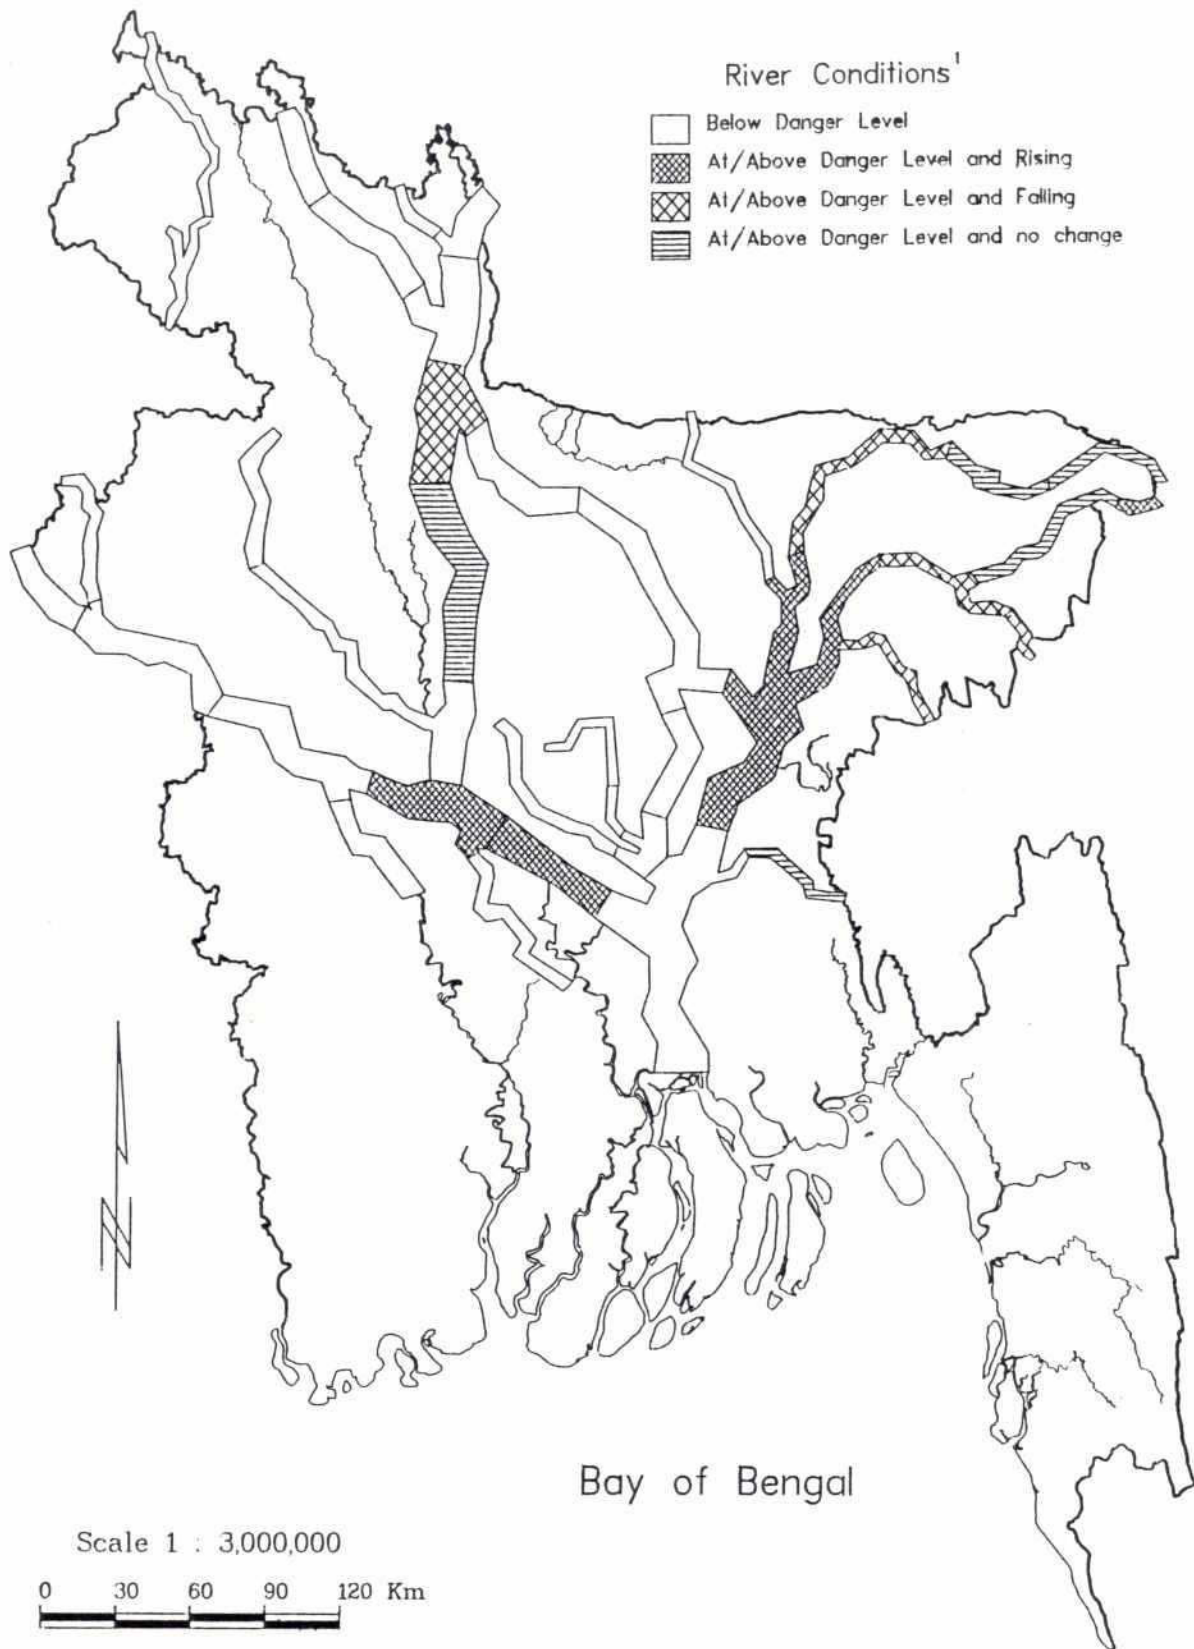 River Conditions¹
Below Danger Level
At/Above Danger Level and Rising
At/Above Danger Level and Falling
At/Above Danger Level and no change
Bay of Bengal
Scale 1 : 3,000,000
0 30 60 90 120 Km